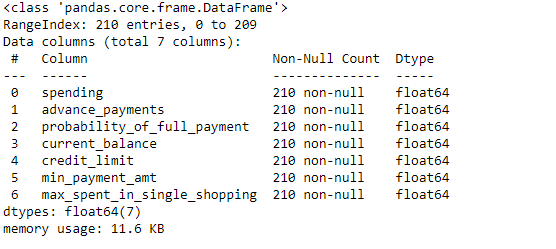 <class 'pandas.core.frame.DataFrame'>
RangeIndex: 210 entries, 0 to 209
Data columns (total 7 columns):
 #   Column                       Non-Null Count  Dtype
---  ------                       --------------  -----
 0   spending                     210 non-null    float64
 1   advance_payments             210 non-null    float64
 2   probability_of_full_payment  210 non-null    float64
 3   current_balance              210 non-null    float64
 4   credit_limit                 210 non-null    float64
 5   min_payment_amt              210 non-null    float64
 6   max_spent_in_single_shopping 210 non-null    float64
dtypes: float64(7)
memory usage: 11.6 KB